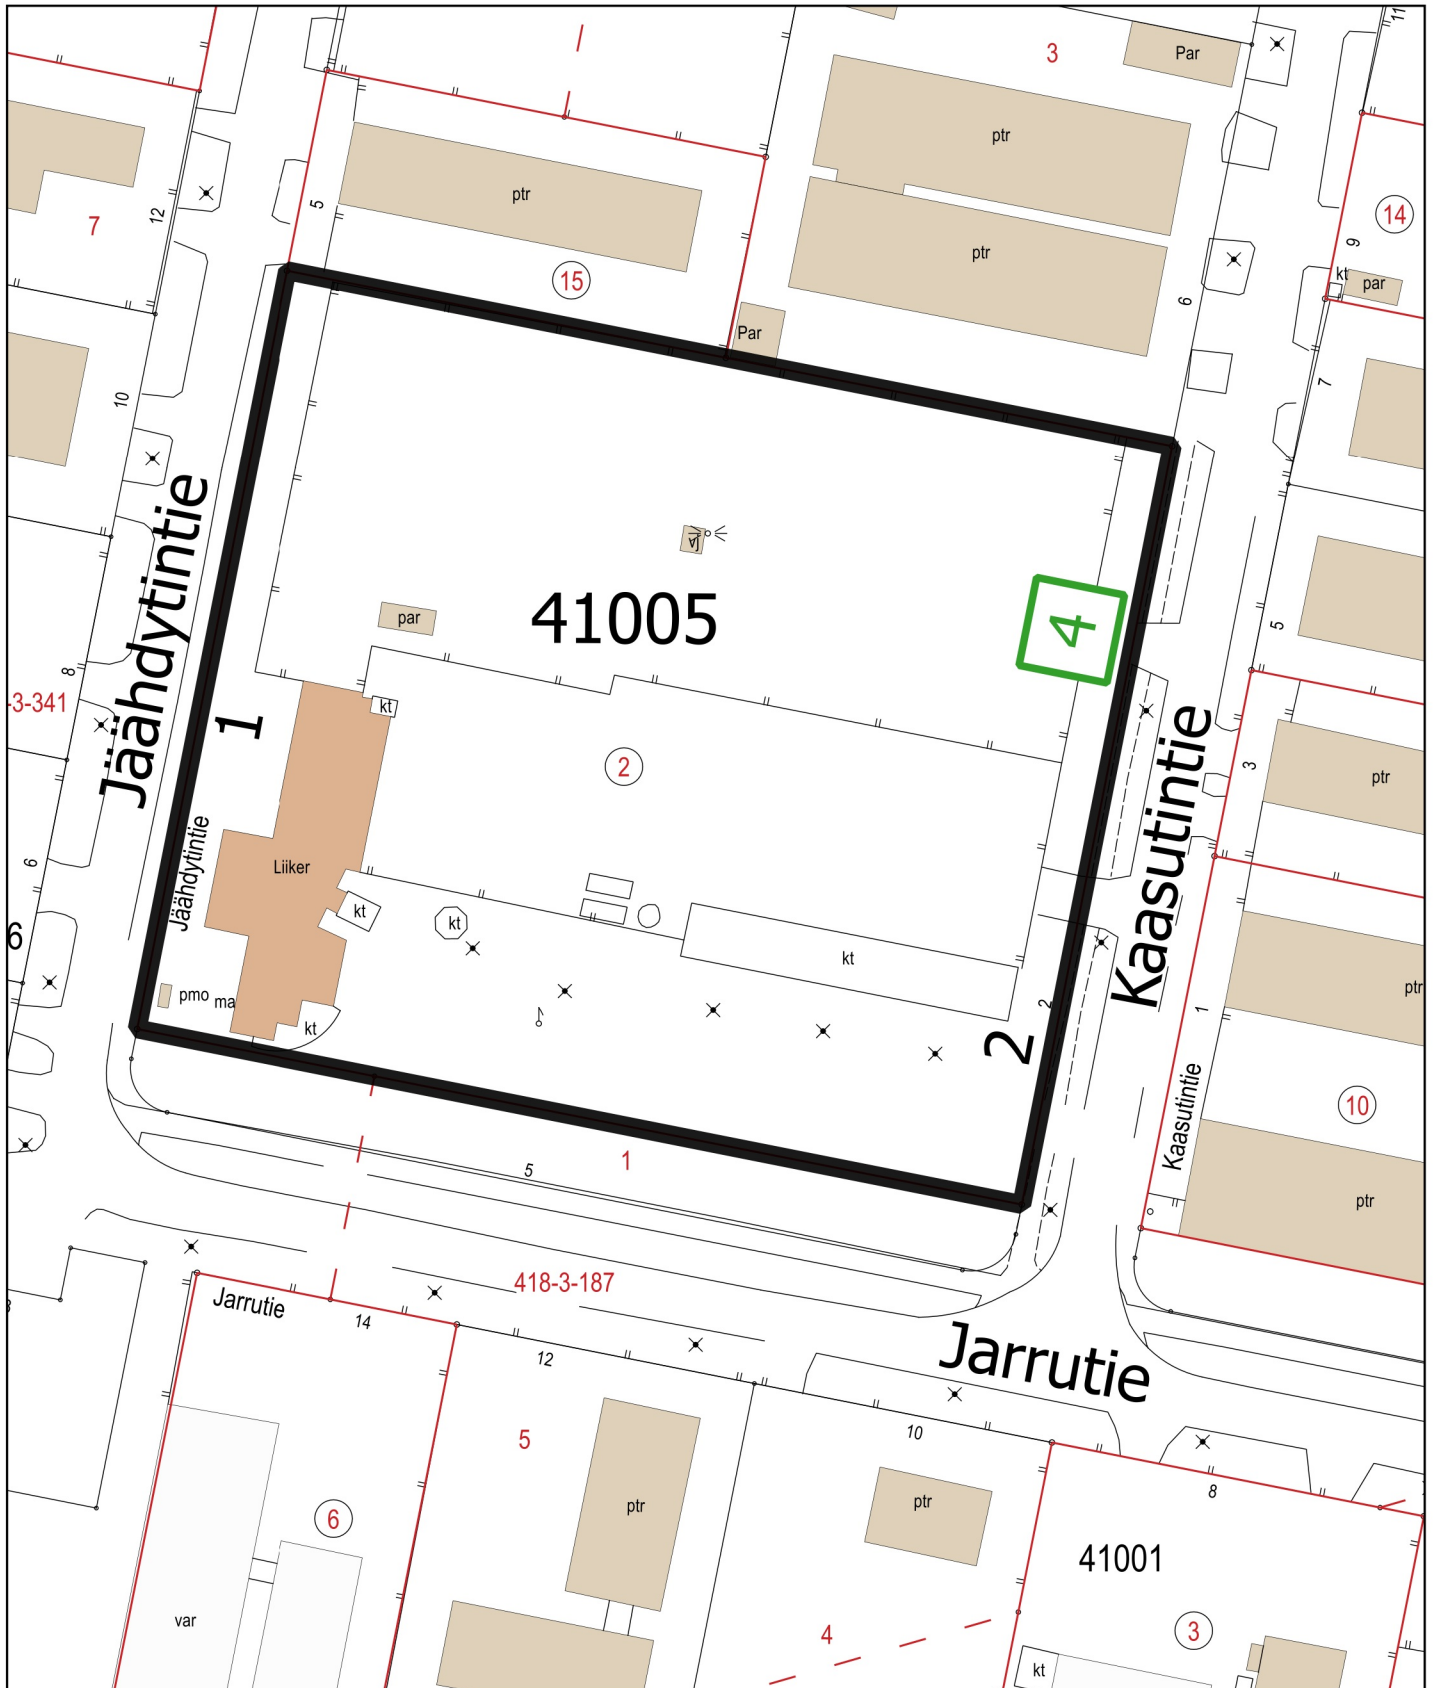 11
3
Par
ptr
ptr
12
5
7
14
9
ptr
15
kt
par
6
Par
7
10
Jäähdytintie
vj
41005
4
par
5
8
-3-341
1
kt
Kaasutintie
2
3
ptr
Jäähdytintie
6
Liiker
kt
kt
6
kt
ptr
pmo
ma
kt
2
2
1
Kaasutintie
10
1
5
ptr
418-3-187
Jarrutie
14
12
Jarrutie
10
5
8
ptr
ptr
6
41001
var
4
3
kt